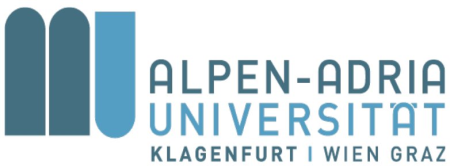 ALPEN-ADRIA
UNIVERSITÄT
KLAGENFURT | WIEN GRAZ